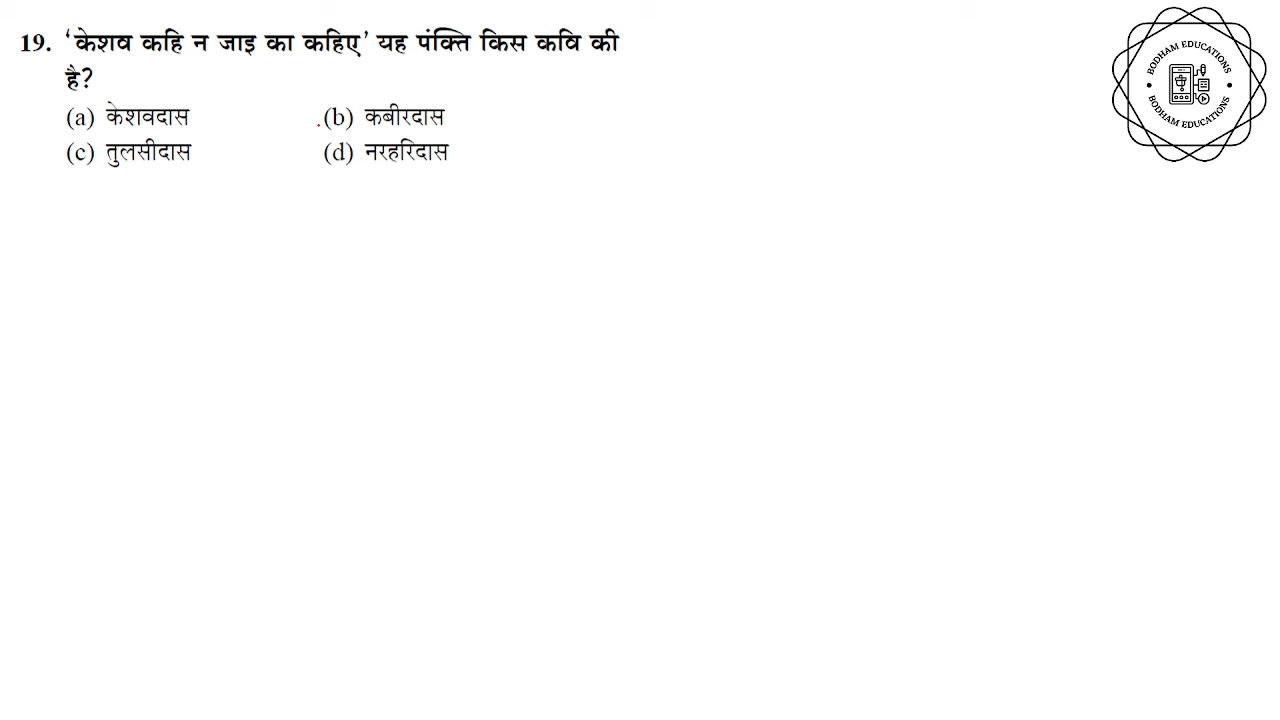 19. ‘केशव कहि न जाइ का कहिए’ यह पंक्ति किस कवि की
है?
(a) केशवदास (b) कबीरदास
(c) तुलसीदास (d) नरहरिदास
BODHAM EDUCATIONS
BODHAM EDUCATIONS